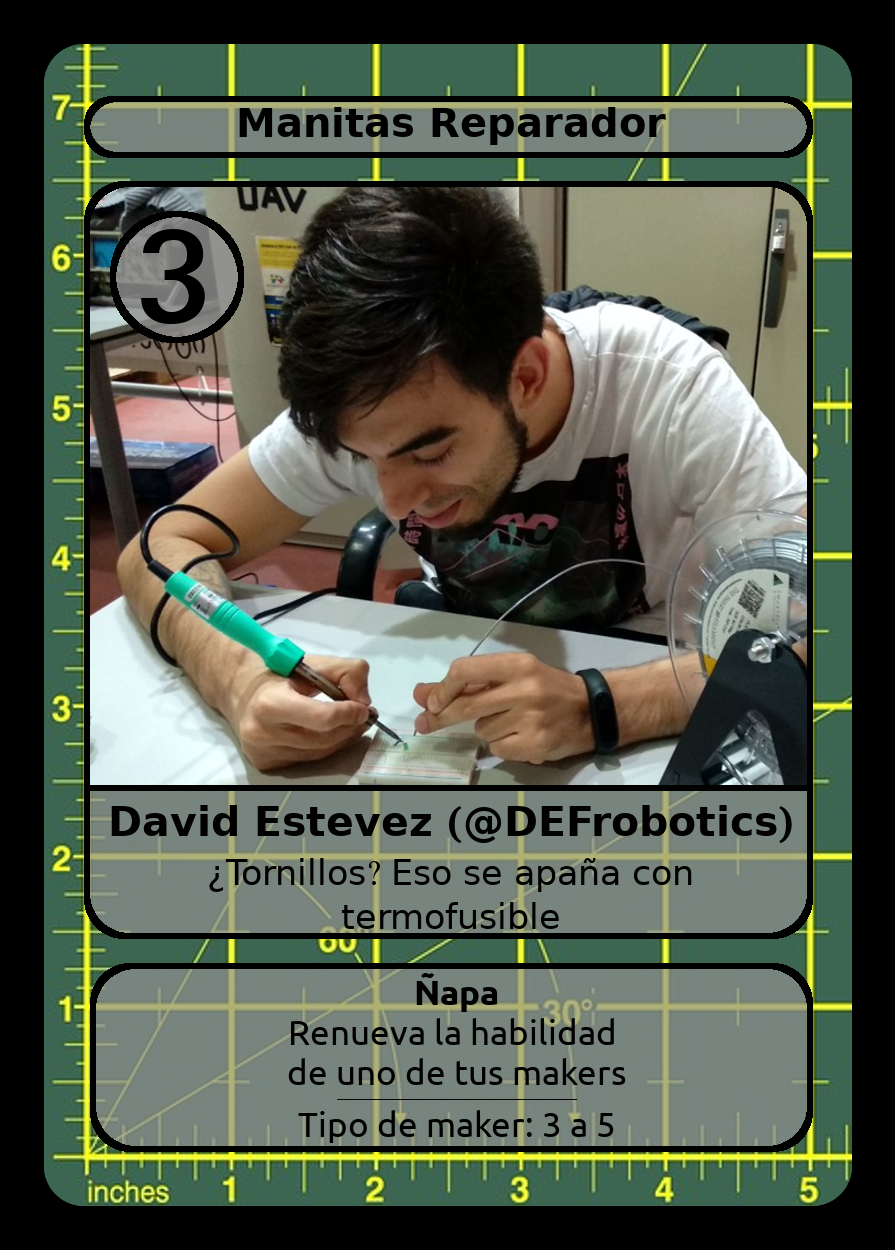 Manitas Reparador
UAV
3
David Estevez (@DEFrobotics)
¿Tornillos? Eso se apaña con
termofusible
Ñapa
Renueva la habilidad
de uno de tus makers
Tipo de maker: 3 a 5
7
6
5
4
3
2
1
60°
30°
inches 1 2 3 4 5